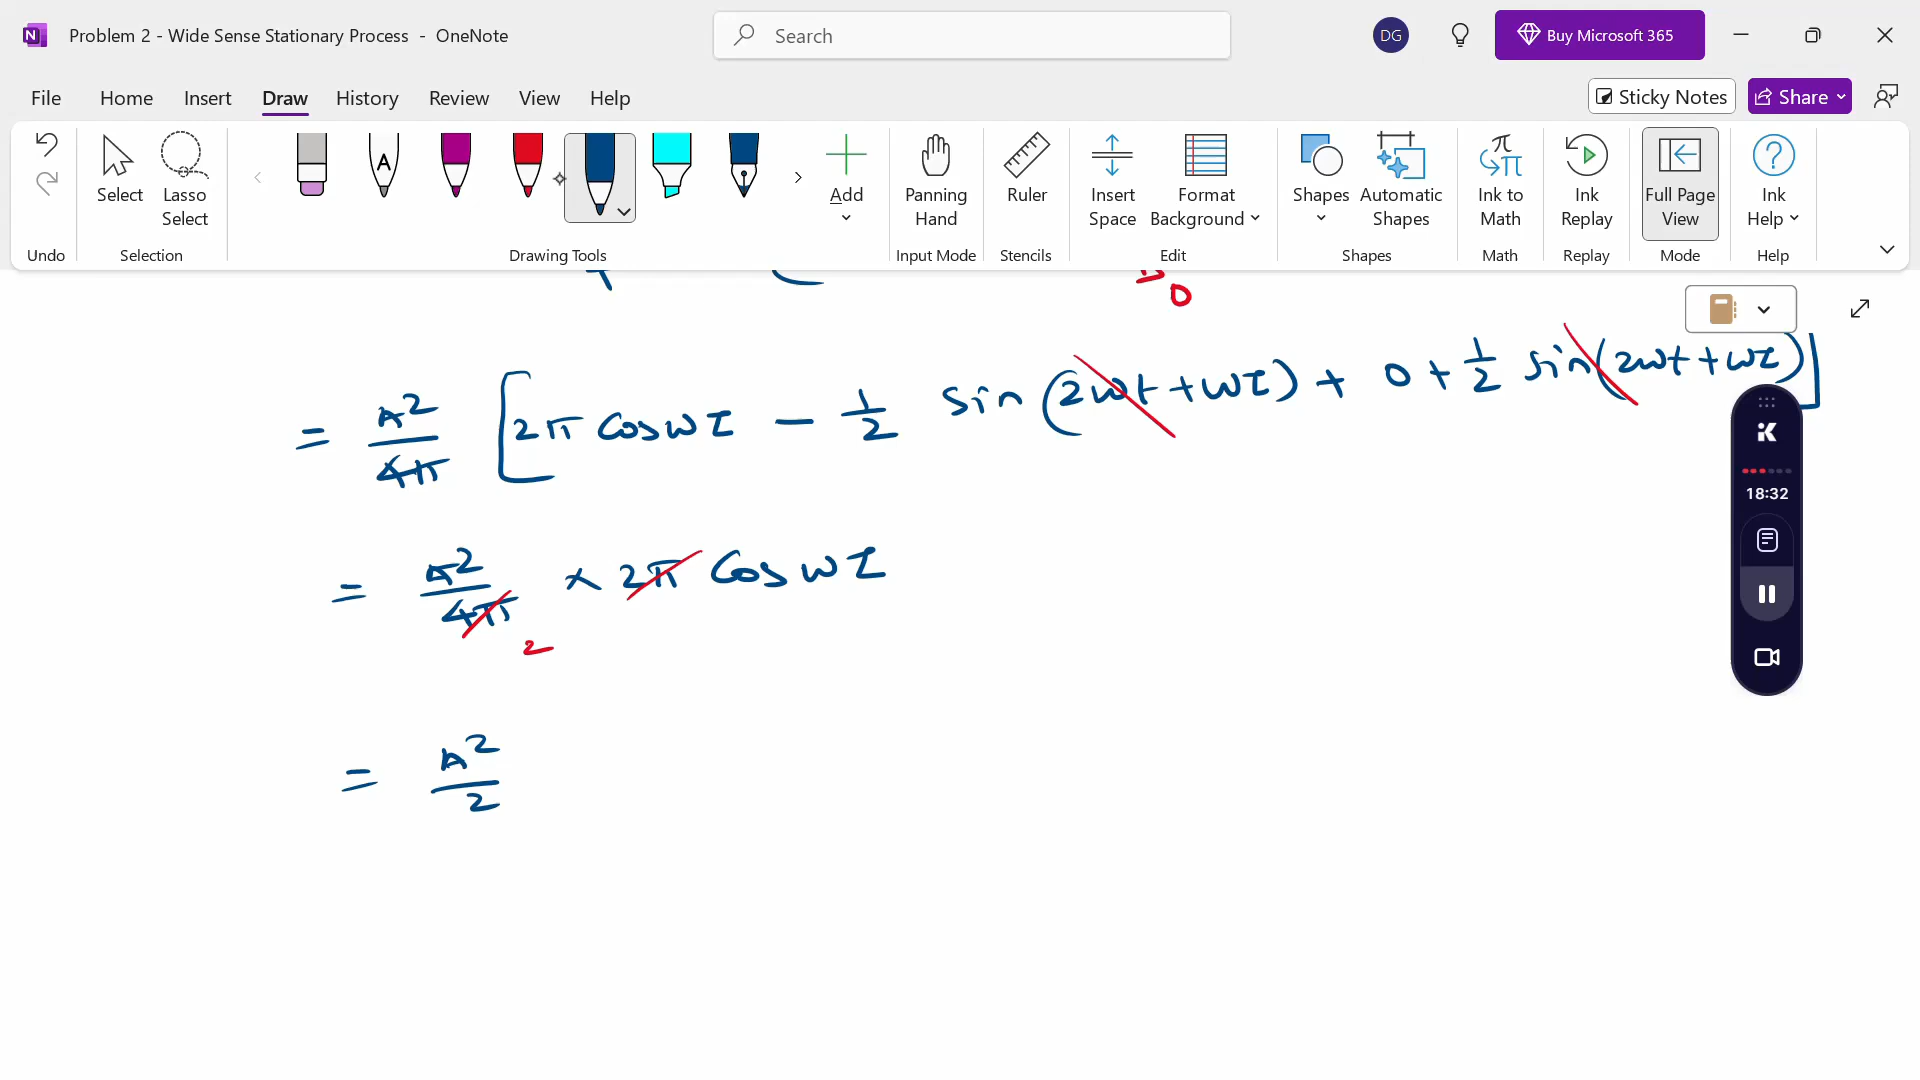 Problem 2 - Wide Sense Stationary Process - OneNote
Search
DG
Buy Microsoft 365
File Home Insert Draw History Review View Help
Sticky Notes
Share
A
Select
Lasso Select
Add
Panning Hand
Ruler
Insert Space
Format Background
Shapes
Automatic Shapes
Ink to Math
Ink Replay
Full Page View
Ink Help
Undo Selection Drawing Tools Input Mode Stencils Edit Shapes Math Replay Mode Help
0
= A²/4π [2π cos ωτ - 1/2 sin (2ωt + ωτ) + 0 + 1/2 sin(2ωt + ωτ)]
= A²/4π × 2π cos ωτ
2
= A²/2
18:32